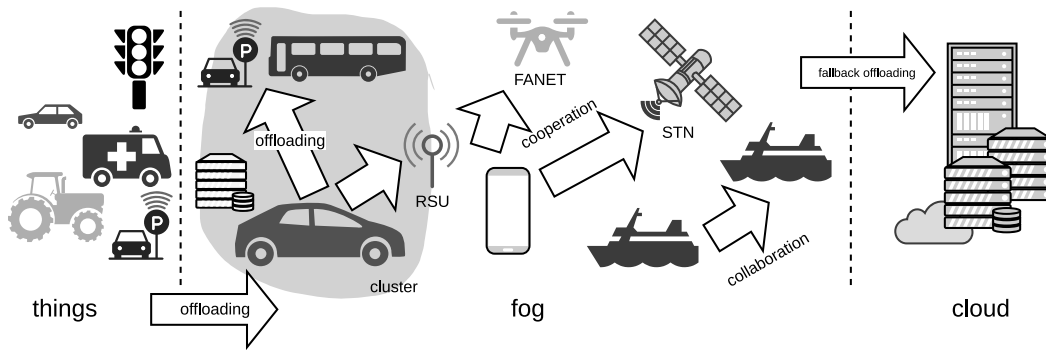 P
FANET
fallback offloading
cooperation
STN
offloading
RSU
P
collaboration
cluster
things
offloading
fog
cloud